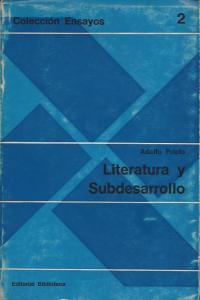 Colección Ensayos 2
Adolfo Prieto
Literatura y
Subdesarrollo
Editorial Biblioteca